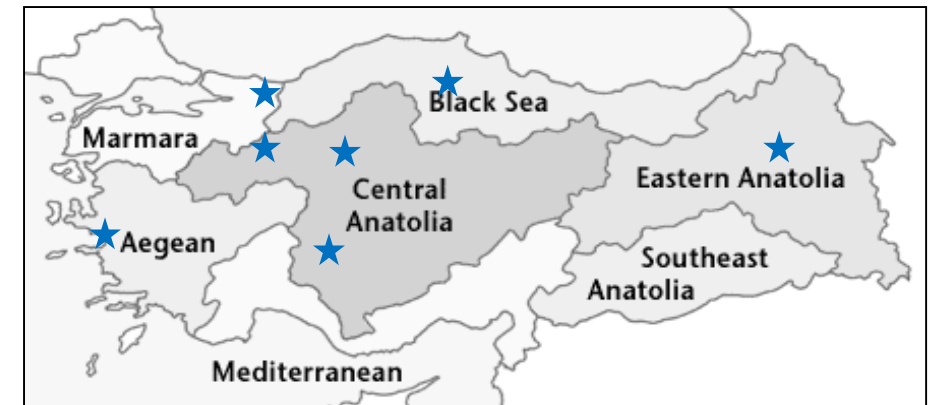 Black Sea
Marmara
Eastern Anatolia
Central
Anatolia
Aegean
Southeast
Anatolia
Mediterranean